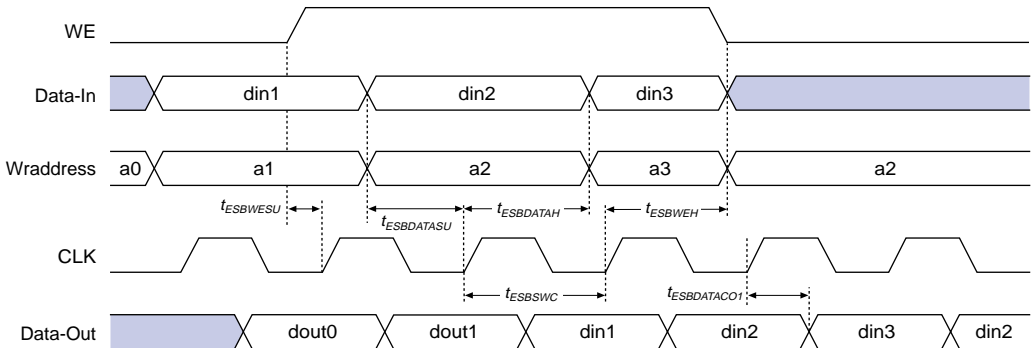 WE
Data-In din1 din2 din3
Wraddress a0 a1 a2 a3 a2
tESBWESU tESBDATASU tESBDATAH tESBWEH
CLK
tESBSWC tESBDATACO1
Data-Out dout0 dout1 din1 din2 din3 din2